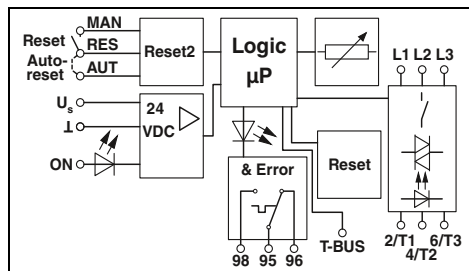 MAN
Reset
RES
Auto-
reset
AUT
Reset2
Logic
µP
L1 L2 L3
Us
24
VDC
ON
& Error
Reset
98 95 96
T-BUS
2/T1
4/T2
6/T3